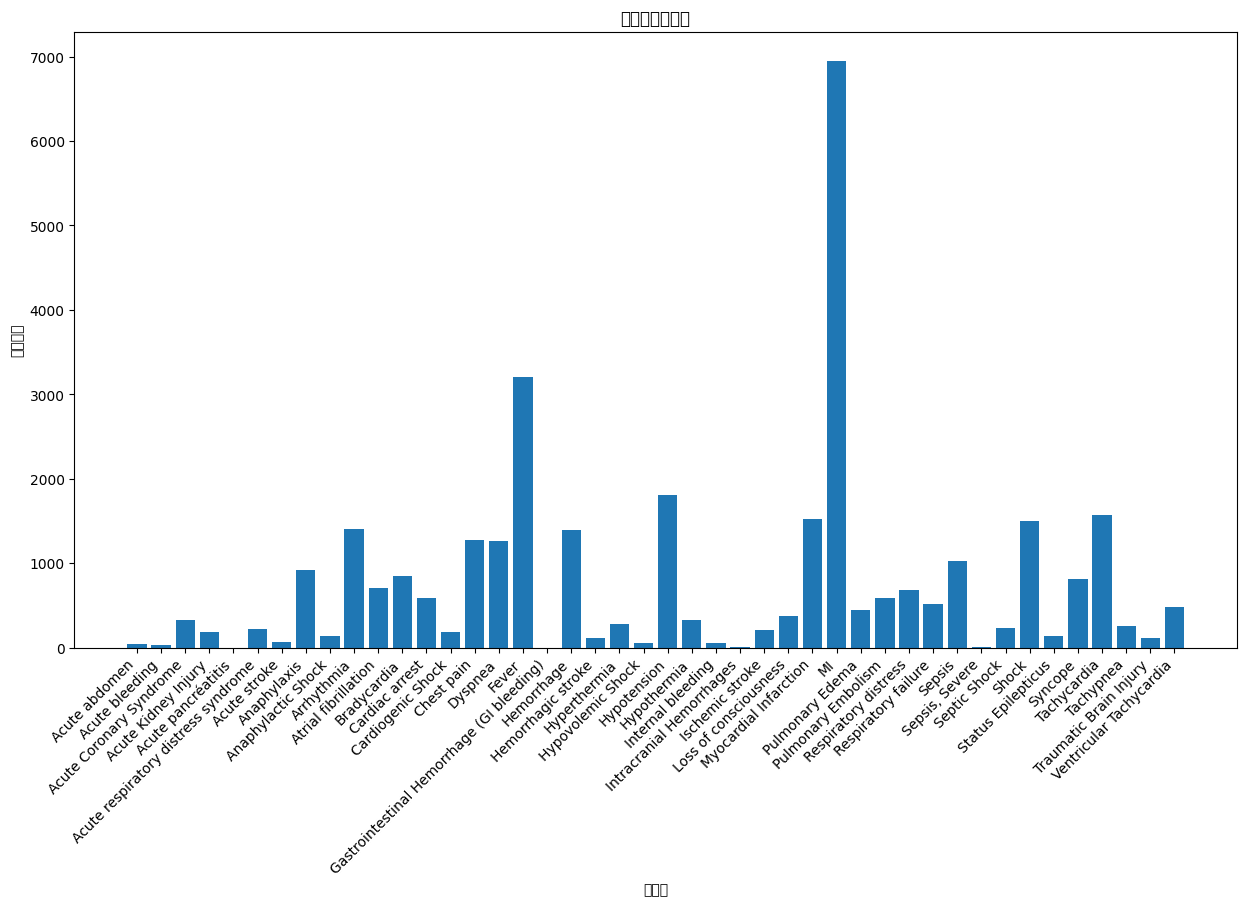 7000
6000
5000
4000
3000
2000
1000
0
Acute abdomen
Acute bleeding
Acute Coronary Syndrome
Acute Kidney Injury
Acute pancreatitis
Acute respiratory distress syndrome
Acute stroke
Anaphylaxis
Anaphylactic Shock
Arrhythmia
Atrial fibrillation
Bradycardia
Cardiac arrest
Cardiogenic Shock
Chest pain
Dyspnea
Fever
Gastrointestinal Hemorrhage (GI bleeding)
Hemorrhage
Hemorrhagic stroke
Hyperthermia
Hypovolemic Shock
Hypotension
Hypothermia
Internal bleeding
Intracranial Hemorrhages
Ischemic stroke
Loss of consciousness
Myocardial Infarction
MI
Pulmonary Edema
Pulmonary Embolism
Respiratory distress
Respiratory failure
Sepsis
Sepsis, Severe
Septic Shock
Shock
Status Epilepticus
Syncope
Tachycardia
Tachypnea
Traumatic Brain Injury
Ventricular Tachycardia